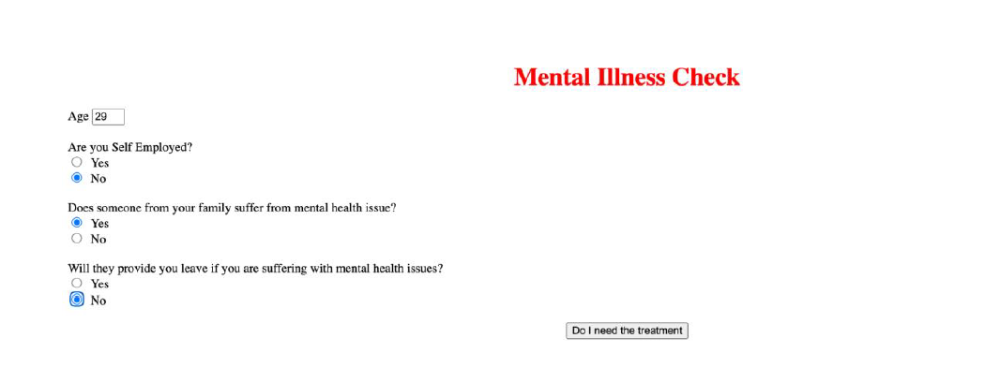 Mental Illness Check
Age 29
Are you Self Employed?
Yes
No
Does someone from your family suffer from mental health issue?
Yes
No
Will they provide you leave if you are suffering with mental health issues?
Yes
No
Do I need the treatment